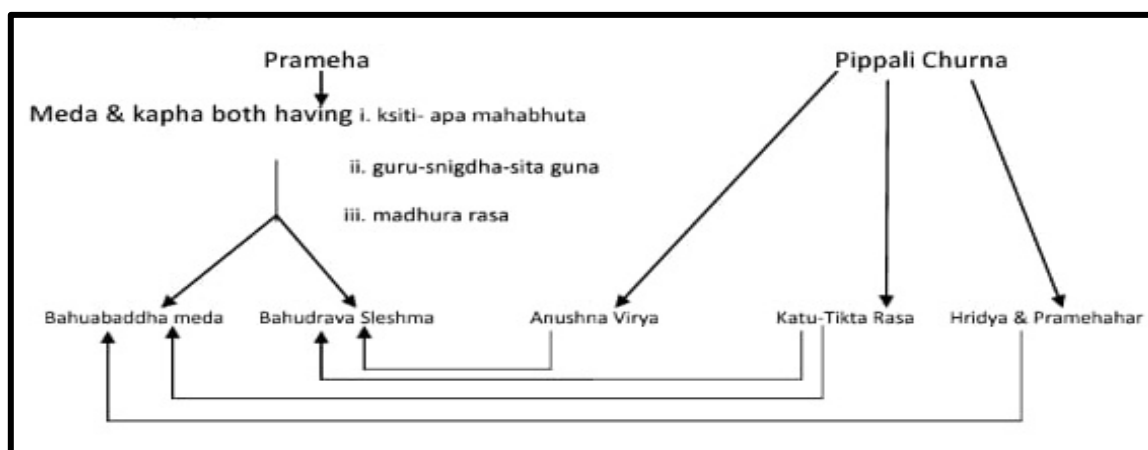 Prameha
Pippali Churna
Meda & kapha both having i. ksiti- apa mahabhuta
ii. guru-snigdha-sita guna
iii. madhura rasa
Bahuabaddha meda
Bahudrava Sleshma
Anushna Virya
Katu-Tikta Rasa
Hridya & Pramehahar